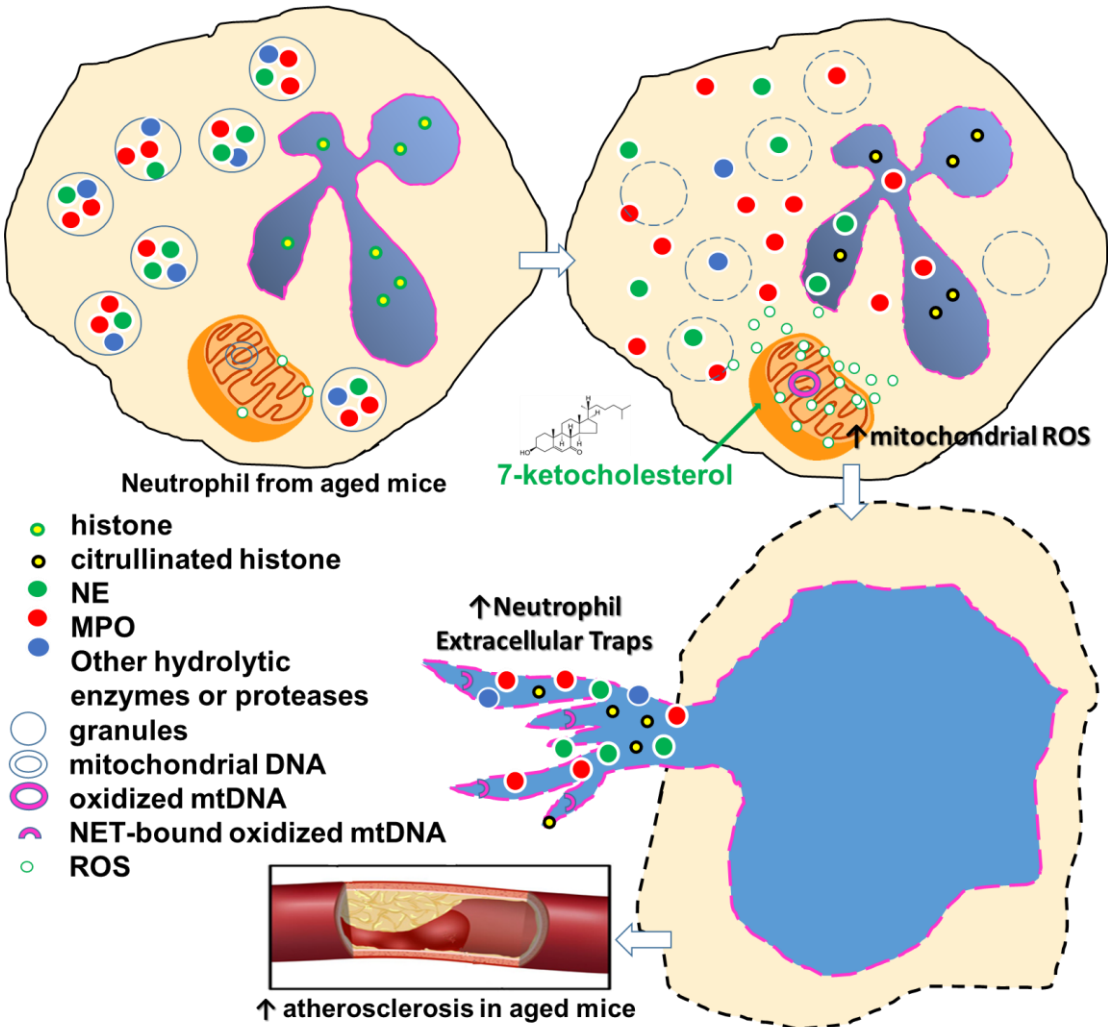 Neutrophil from aged mice
H
H
H
H
HO
O
7-ketocholesterol
↑mitochondrial ROS
histone
citrullinated histone
NE
MPO
Other hydrolytic
enzymes or proteases
granules
mitochondrial DNA
oxidized mtDNA
NET-bound oxidized mtDNA
ROS
↑Neutrophil
Extracellular Traps
↑ atherosclerosis in aged mice